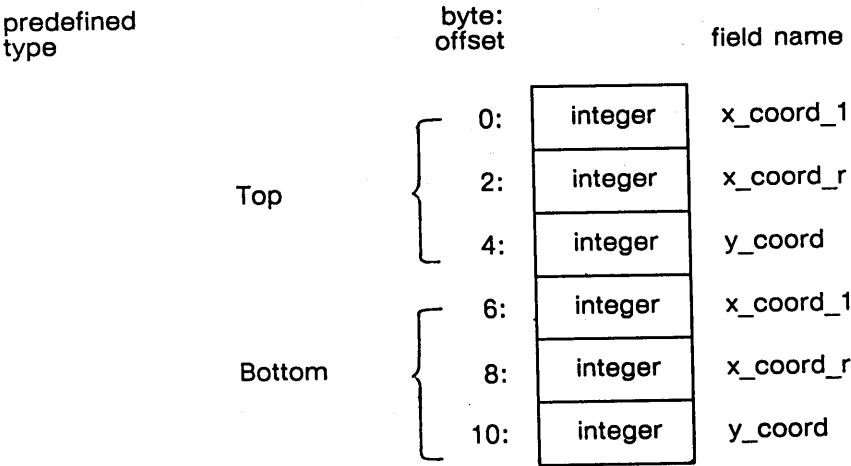 predefined
type
byte:
offset
field name
0: integer x_coord_1
2: integer x_coord_r
Top
4: integer y_coord
6: integer x_coord_1
Bottom
8: integer x_coord_r
10: integer y_coord